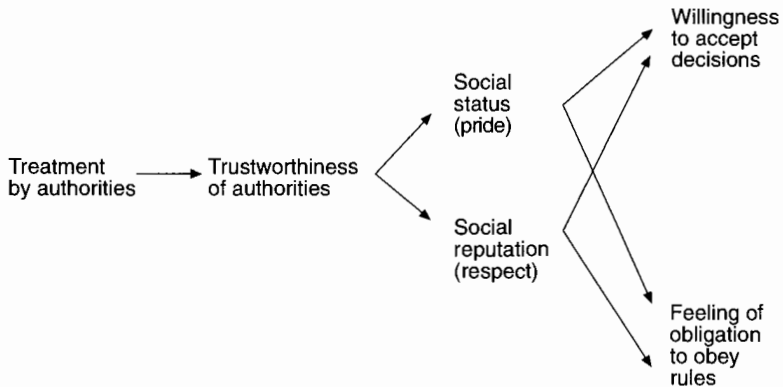 Treatment
by authorities
Trustworthiness
of authorities
Social
status
(pride)
Social
reputation
(respect)
Willingness
to accept
decisions
Feeling of
obligation
to obey
rules